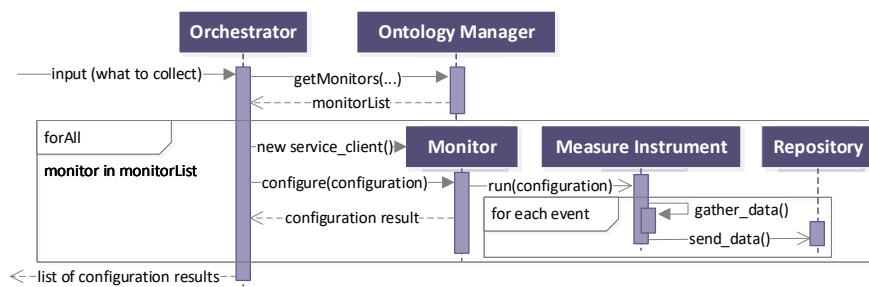 Orchestrator
Ontology Manager
input (what to collect)
getMonitors(...)
monitorList
forAll
monitor in monitorList
new service_client()
Monitor
Measure Instrument
Repository
configure(configuration)
run(configuration)
configuration result
for each event
gather_data()
send_data()
list of configuration results